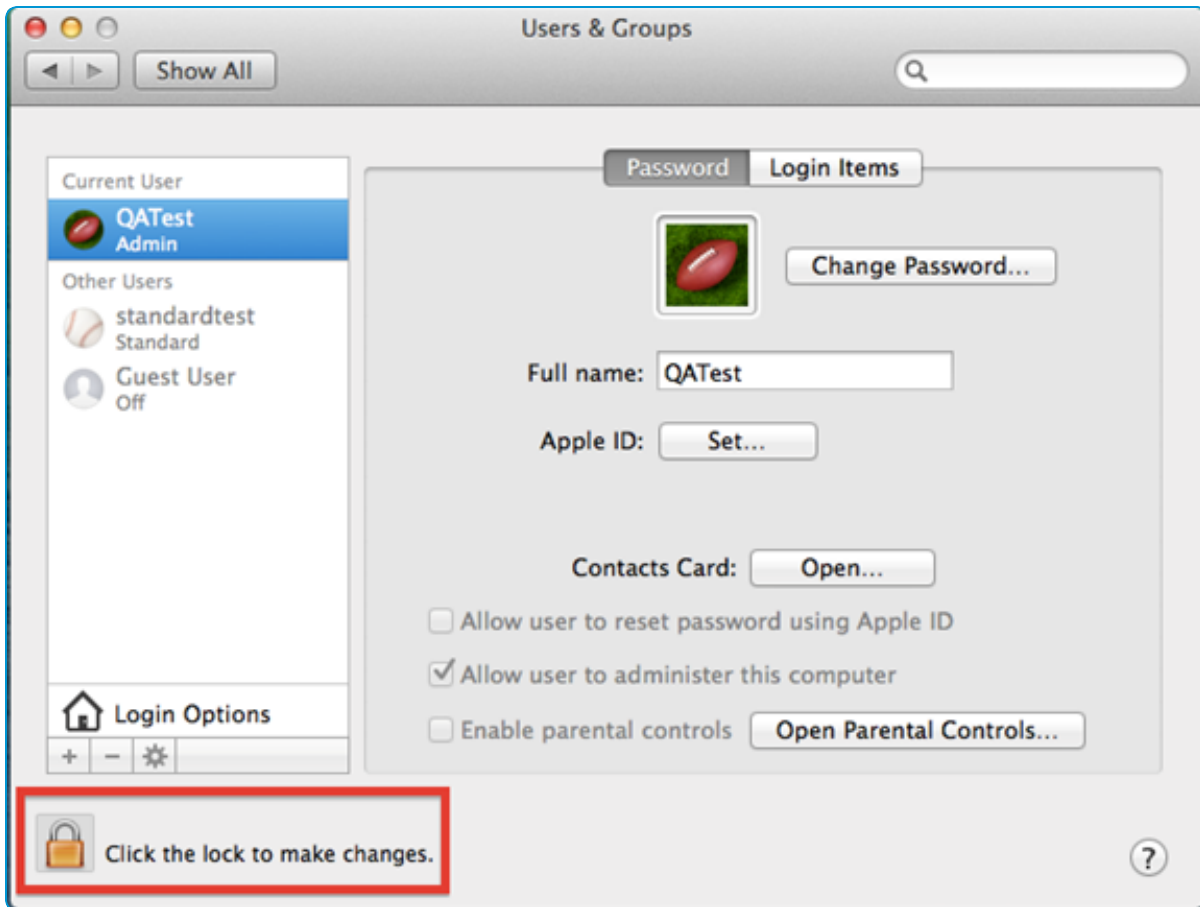 Users & Groups
Show All
Current User
QATest
Admin
Other Users
standardtest
Standard
Guest User
Off
Login Options
+ −
Password Login Items
Change Password...
Full name: QATest
Apple ID: Set...
Contacts Card: Open...
Allow user to reset password using Apple ID
Allow user to administer this computer
Enable parental controls Open Parental Controls...
Click the lock to make changes.
?